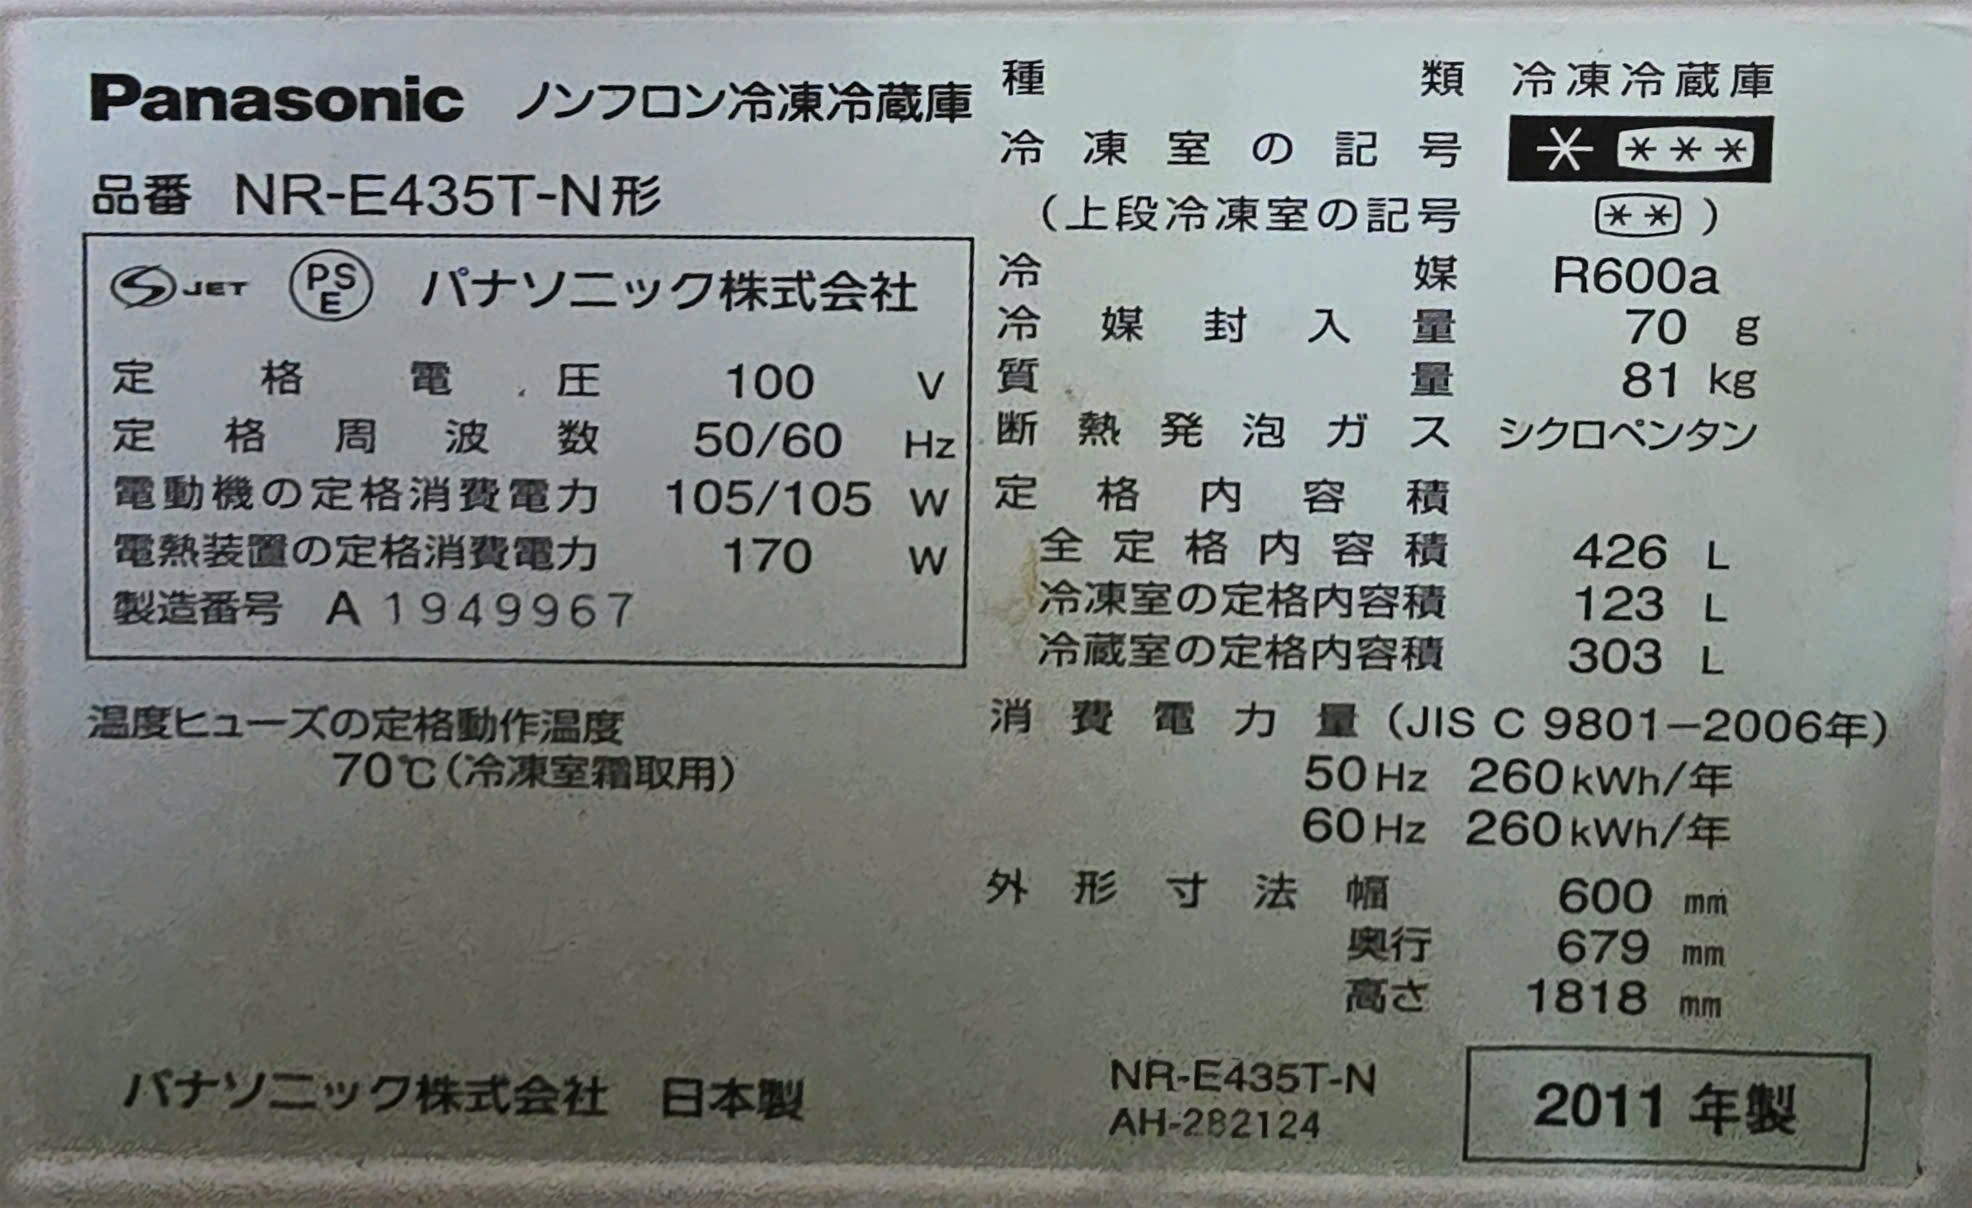 Panasonic ノンフロン冷凍冷蔵庫
品番 NR-E435T-N形
S JET PSE パナソニック株式会社
定格電圧 100 V
定格周波数 50/60 Hz
電動機の定格消費電力 105/105 W
電熱装置の定格消費電力 170 W
製造番号 A 1949967
温度ヒューズの定格動作温度
70℃(冷凍室霜取用)
パナソニック株式会社 日本製
種類 冷凍冷蔵庫
冷凍室の記号 * ***
(上段冷凍室の記号 **)
冷媒 R600a
冷媒封入量 70 g
質量 81 kg
断熱発泡ガス シクロペンタン
定格内容積
全定格内容積 426 L
冷凍室の定格内容積 123 L
冷蔵室の定格内容積 303 L
消費電力量(JIS C 9801-2006年)
50Hz 260kWh/年
60Hz 260kWh/年
外形寸法 幅 600 mm
奥行 679 mm
高さ 1818 mm
NR-E435T-N
AH-282124
2011 年製